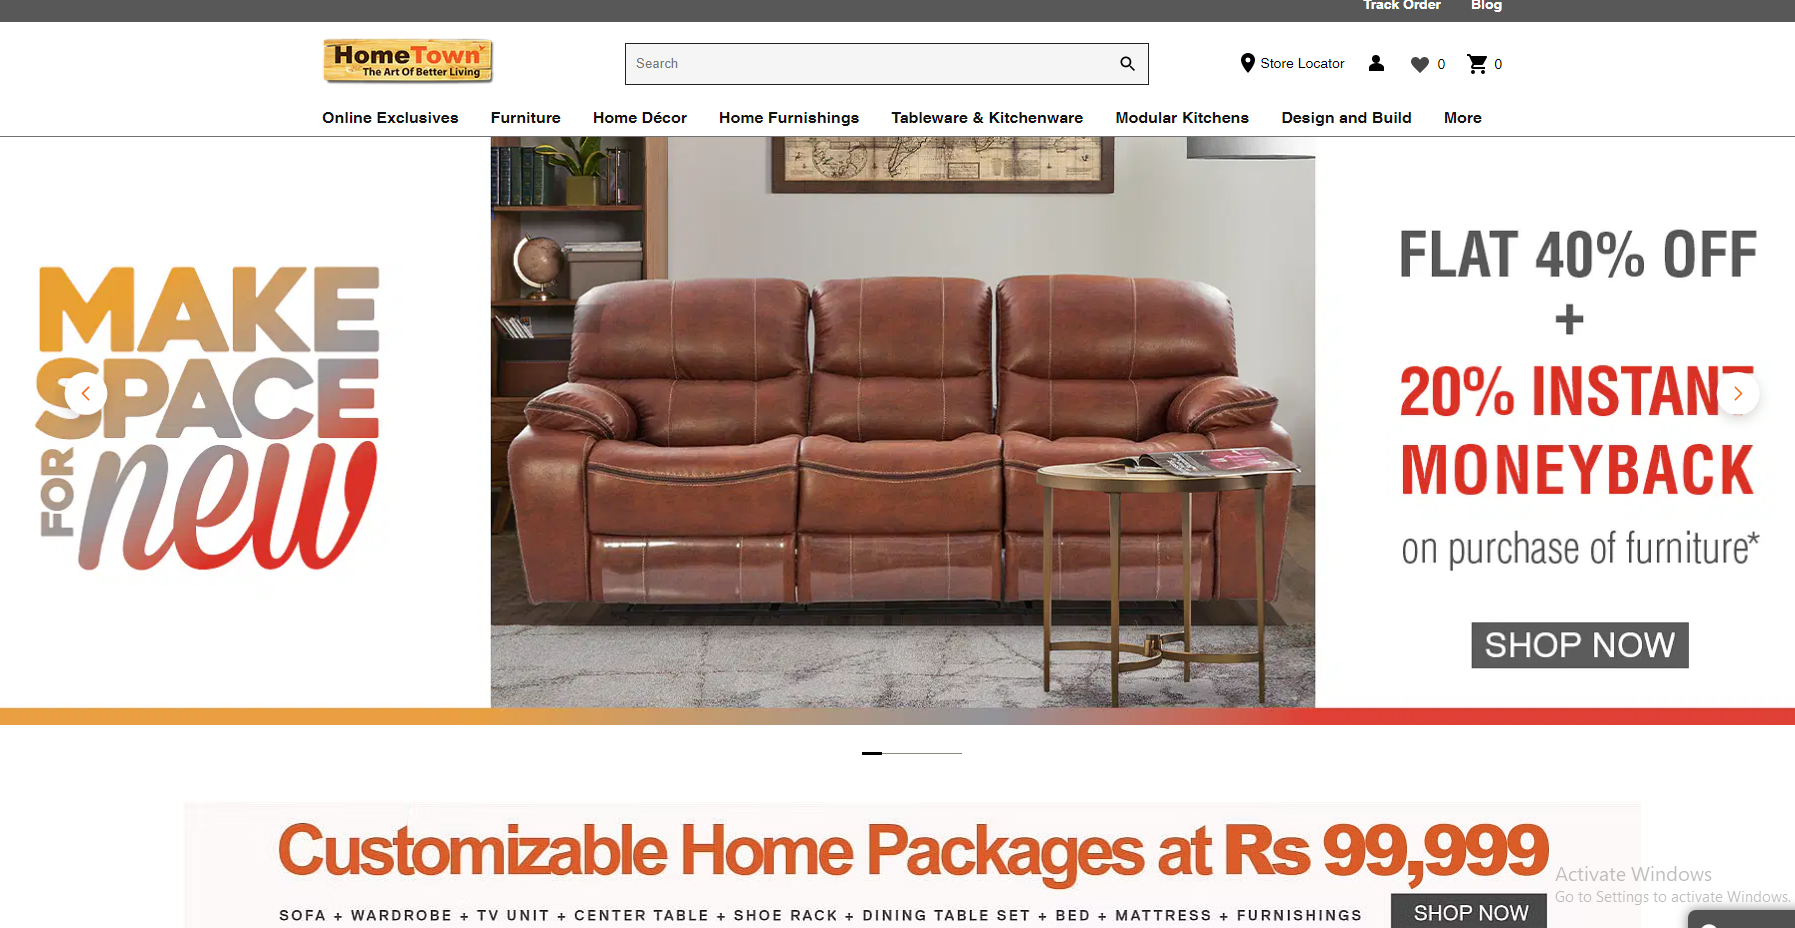 Track Order Blog
HomeTown
The Art Of Better Living
Search
Store Locator 0 0
Online Exclusives Furniture Home Décor Home Furnishings Tableware & Kitchenware Modular Kitchens Design and Build More
MAKE
SPACE
FOR new
FLAT 40% OFF
+
20% INSTANT
MONEYBACK
on purchase of furniture*
SHOP NOW
Customizable Home Packages at Rs 99,999
SOFA + WARDROBE + TV UNIT + CENTER TABLE + SHOE RACK + DINING TABLE SET + BED + MATTRESS + FURNISHINGS
SHOP NOW
Activate Windows
Go to Settings to activate Windows.